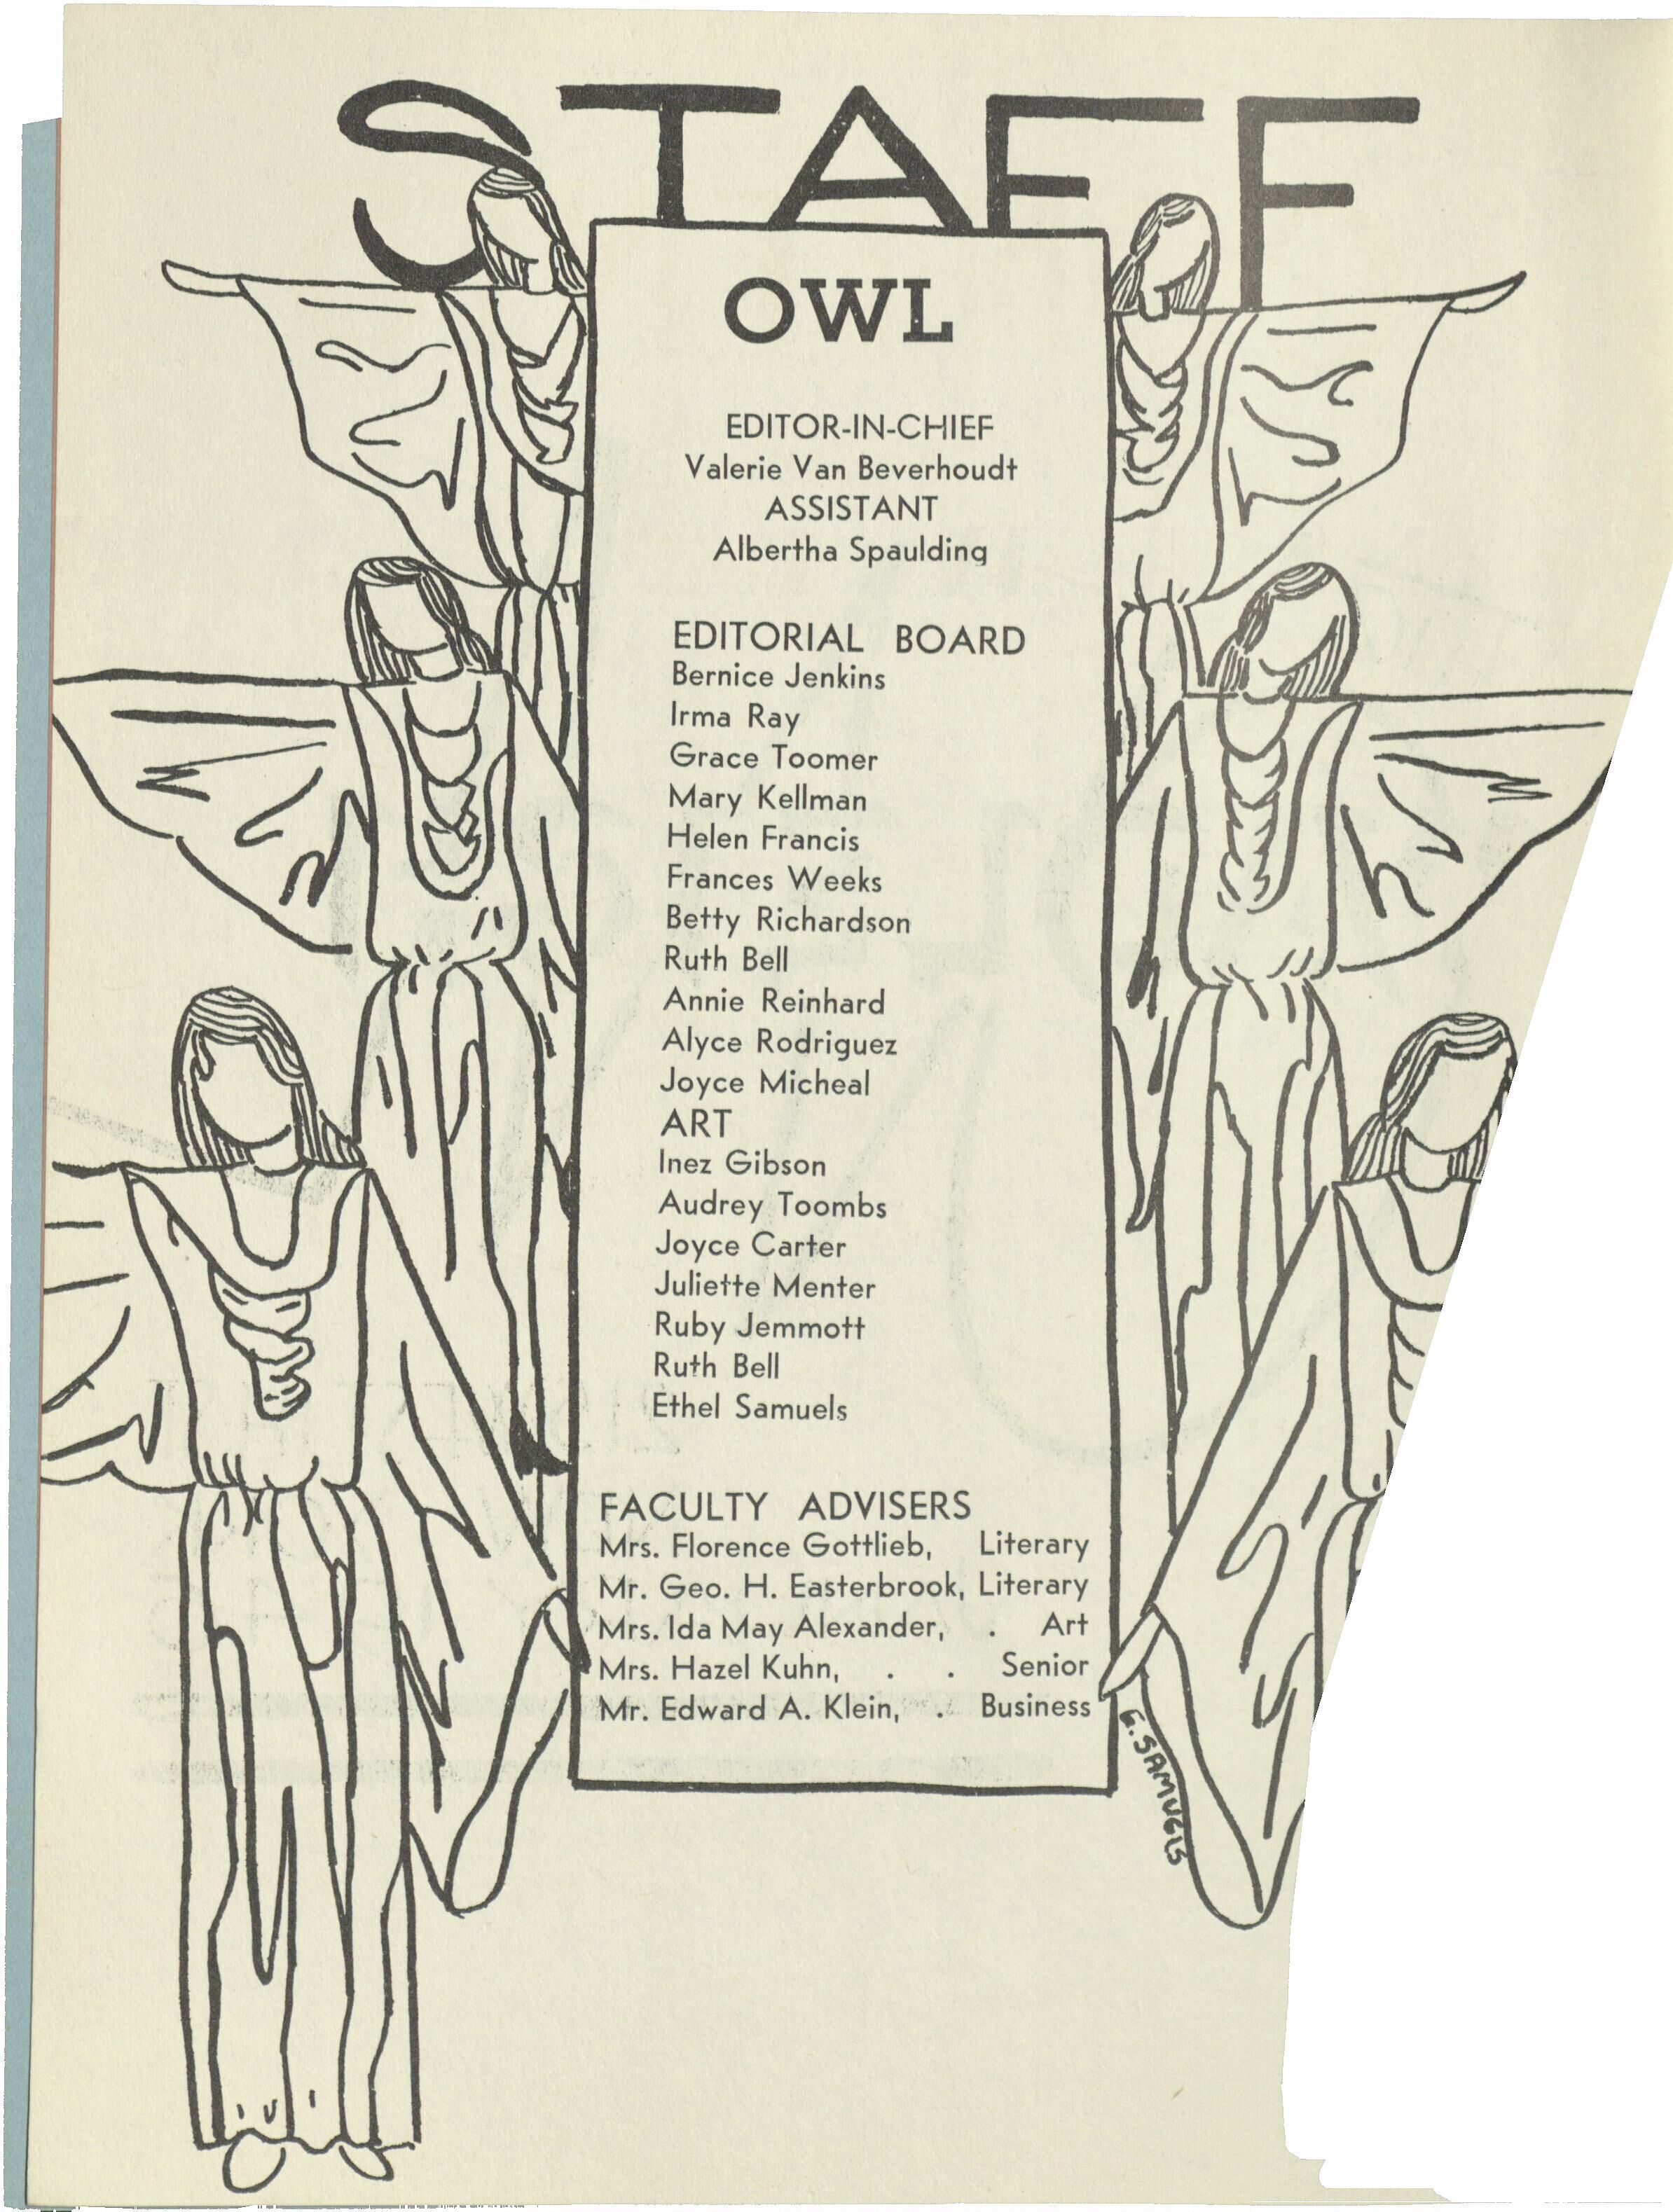 STAFF
OWL
EDITOR-IN-CHIEF
Valerie Van Beverhoudt
ASSISTANT
Albertha Spaulding
EDITORIAL BOARD
Bernice Jenkins
Irma Ray
Grace Toomer
Mary Kellman
Helen Francis
Frances Weeks
Betty Richardson
Ruth Bell
Annie Reinhard
Alyce Rodriguez
Joyce Micheal
ART
Inez Gibson
Audrey Toombs
Joyce Carter
Juliette Menter
Ruby Jemmott
Ruth Bell
Ethel Samuels
FACULTY ADVISERS
Mrs. Florence Gottlieb, Literary
Mr. Geo. H. Easterbrook, Literary
Mrs. Ida May Alexander, . Art
Mrs. Hazel Kuhn, . . Senior
Mr. Edward A. Klein, . Business
E. SAMUELS